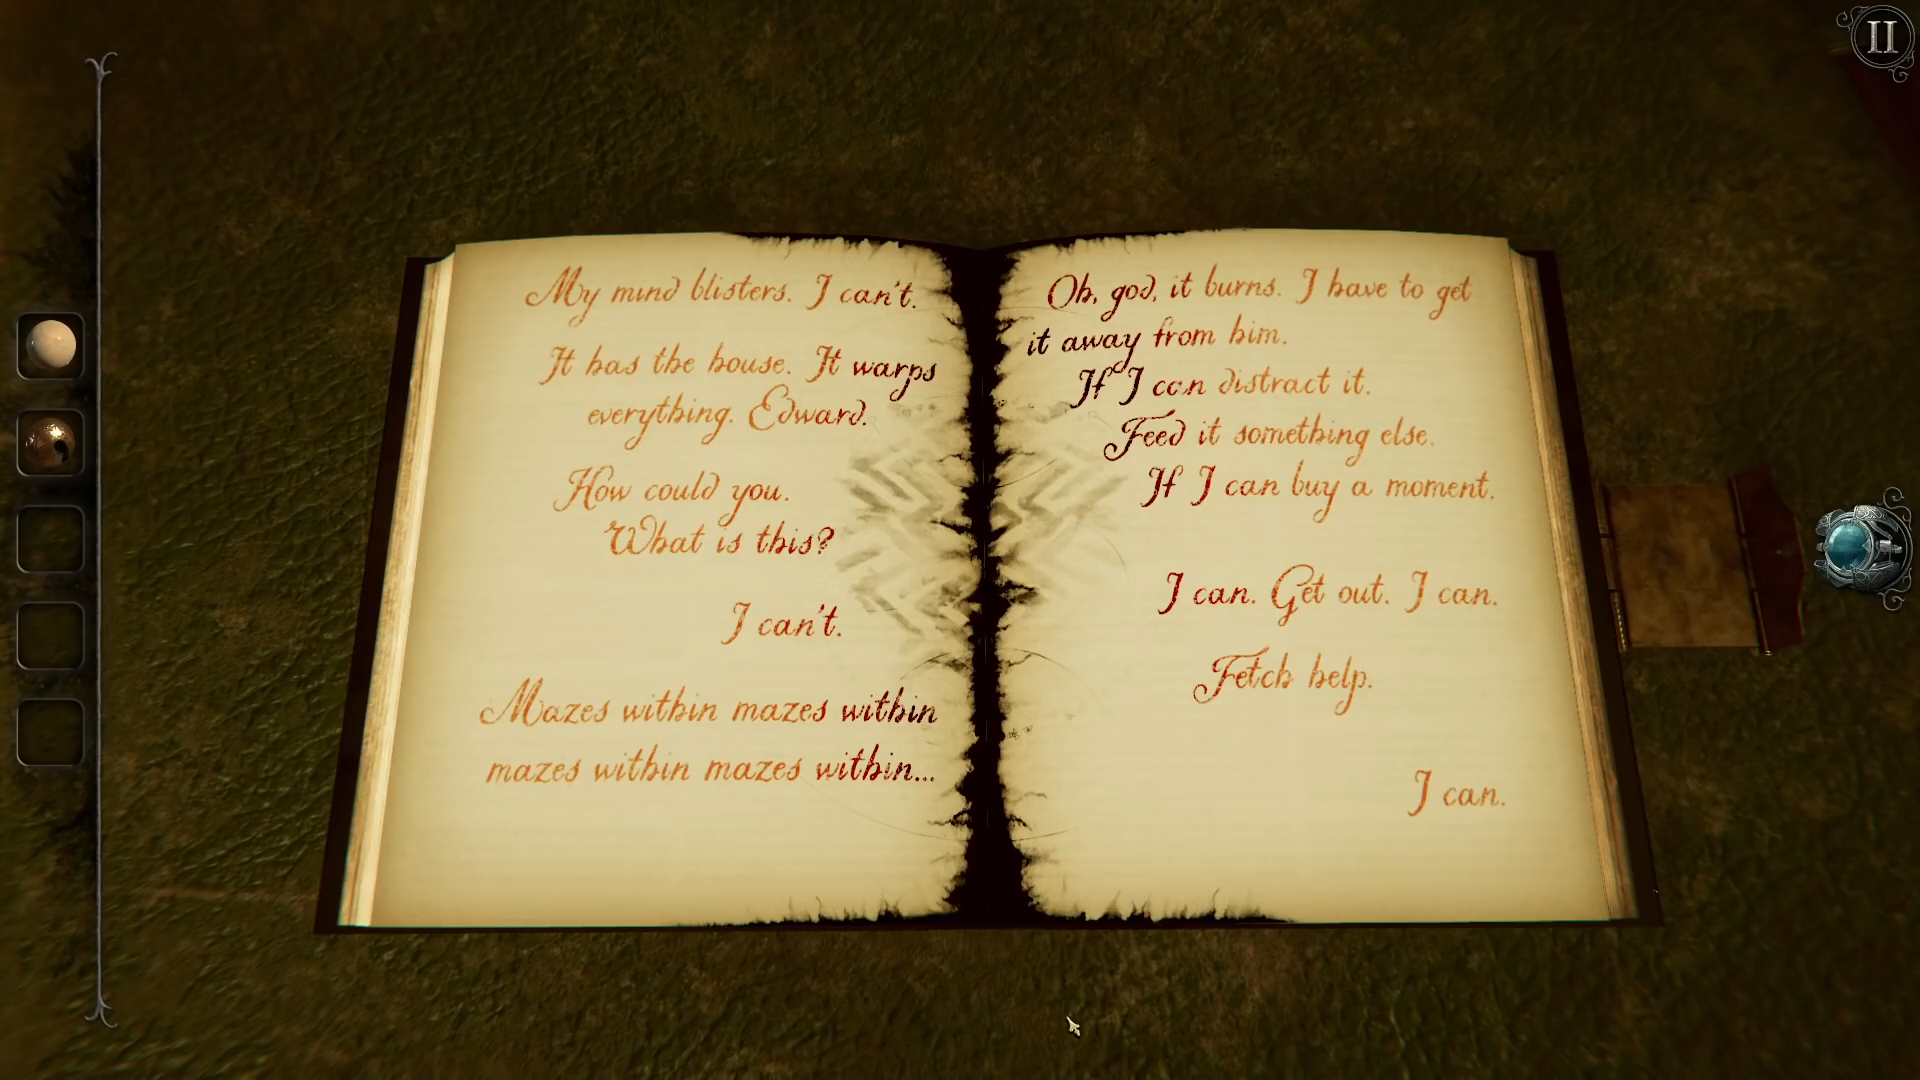 My mind blisters. I can't.
It has the house. It warps
everything. Edward.
How could you.
What is this?
I can't.
Mazes within mazes within
mazes within mazes within...
Oh, god, it burns. I have to get
it away from him.
If I can distract it.
Feed it something else.
If I can buy a moment.
I can. Get out. I can.
Fetch help.
I can.
II